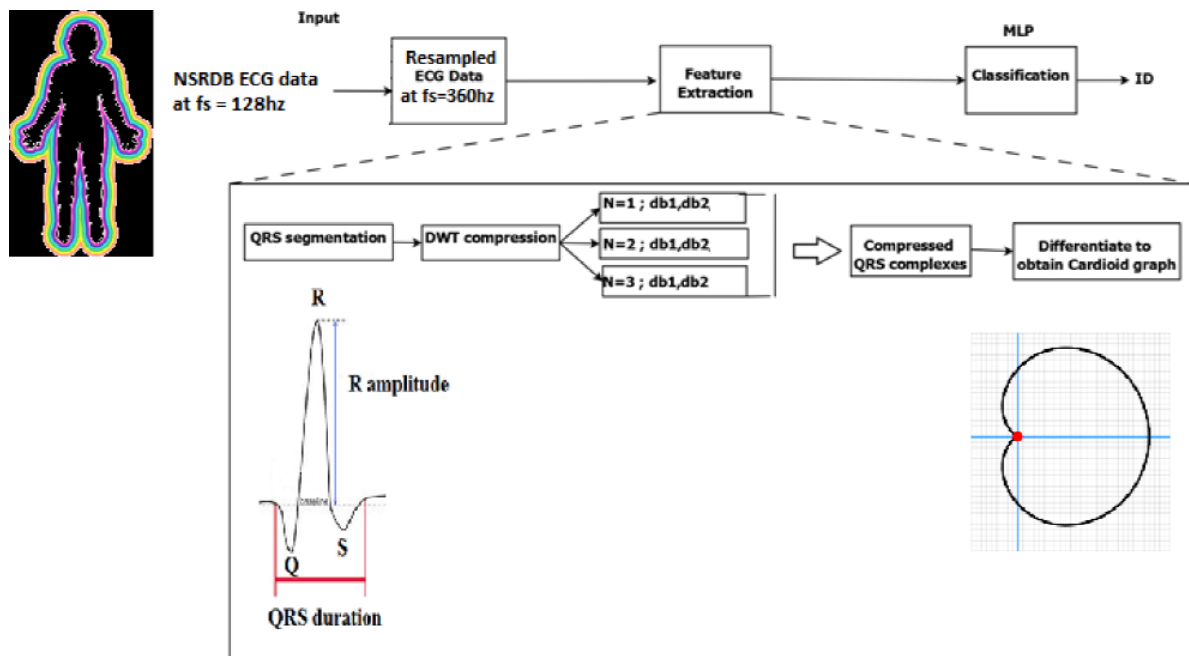 Input
NSRDB ECG data
at fs = 128hz
Resampled
ECG Data
at fs=360hz
Feature
Extraction
MLP
Classification
ID
QRS segmentation
DWT compression
N=1 ; db1,db2
N=2 ; db1,db2
N=3 ; db1,db2
Compressed
QRS complexes
Differentiate to
obtain Cardioid graph
R
R amplitude
baseline
Q
S
QRS duration